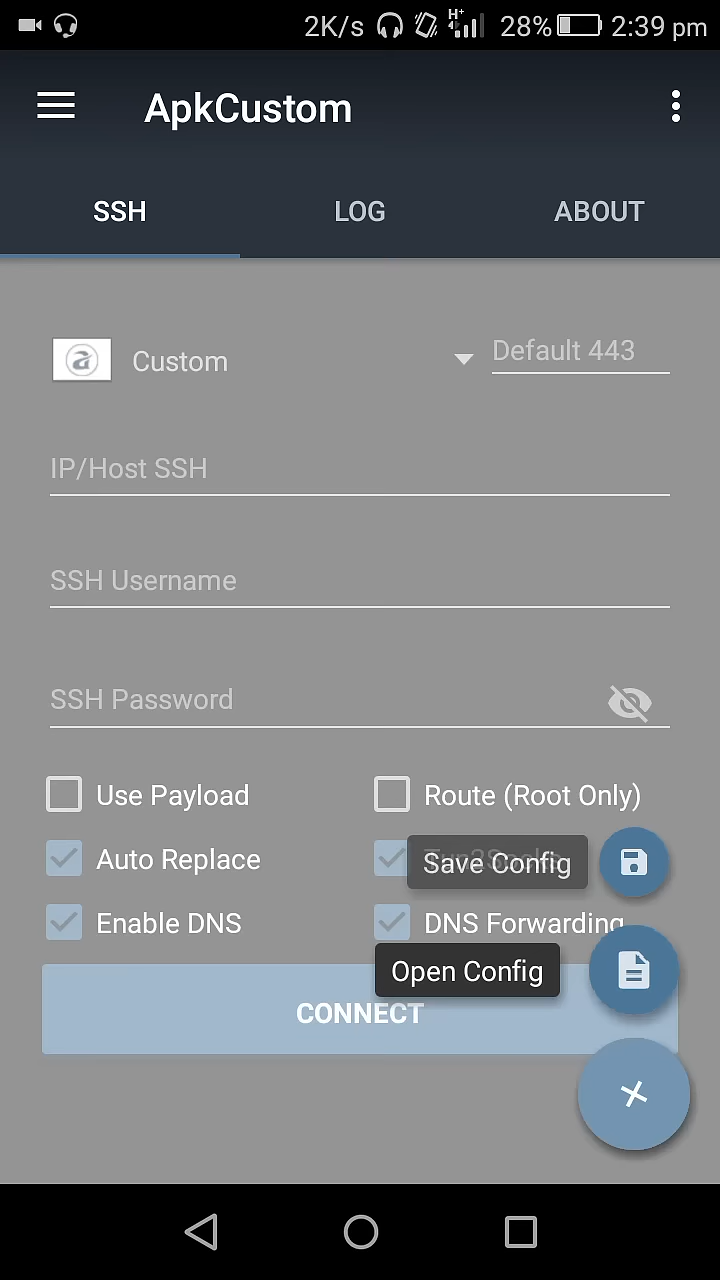 2K/s H+ 28% 2:39 pm
ApkCustom
SSH LOG ABOUT
Custom Default 443
IP/Host SSH
SSH Username
SSH Password
Use Payload Route (Root Only)
Auto Replace Save Config
Enable DNS DNS Forwarding
Open Config
CONNECT